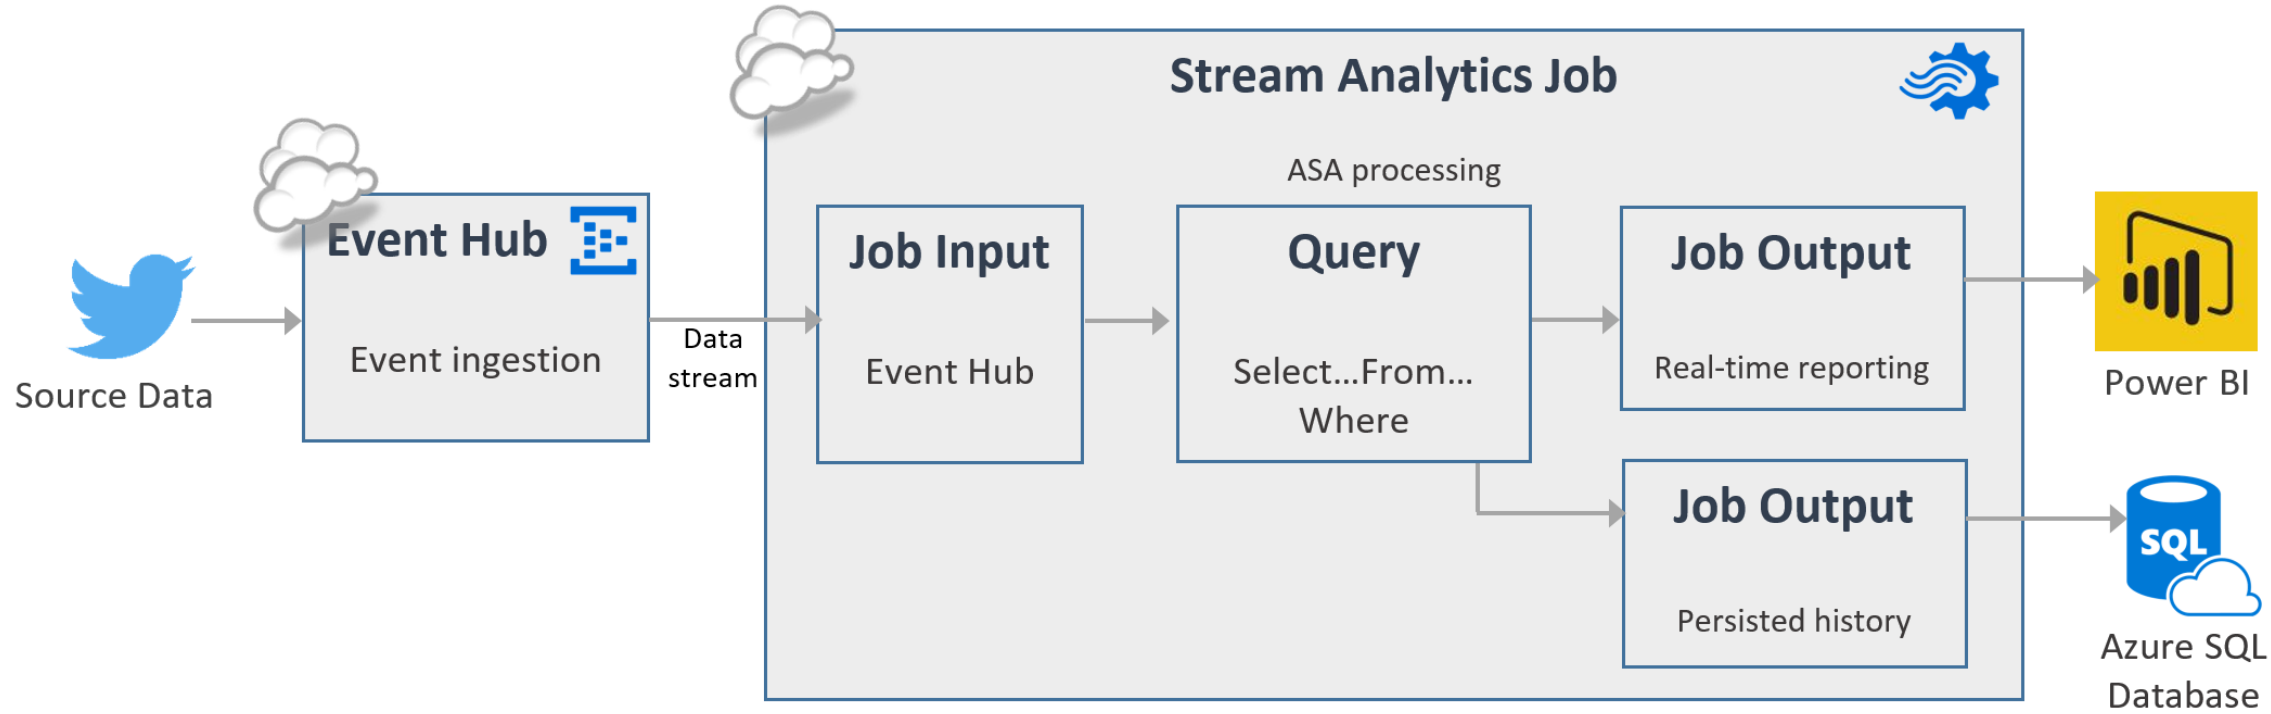 Stream Analytics Job
ASA processing
Source Data
Event Hub
Event ingestion
Data
stream
Job Input
Event Hub
Query
Select...From...
Where
Job Output
Real-time reporting
Power BI
Job Output
Persisted history
SQL
Azure SQL
Database